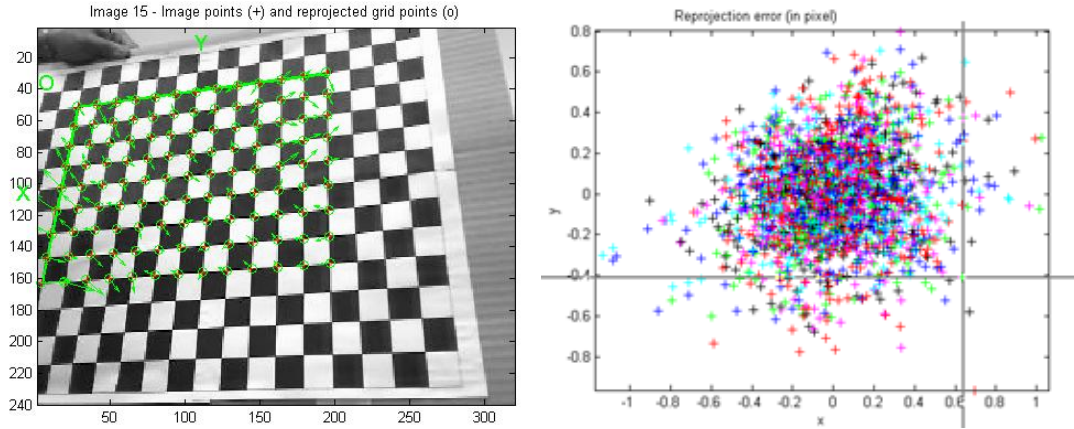 Image 15 - Image points (+) and reprojected grid points (o)
O
Y
X
20
40
60
80
100
120
140
160
180
200
220
240
50 100 150 200 250 300
Reprojection error (in pixel)
y
0.8
0.6
0.4
0.2
0
-0.2
-0.4
-0.6
-0.8
-1 -0.8 -0.6 -0.4 -0.2 0 0.2 0.4 0.6 0.8 1
x